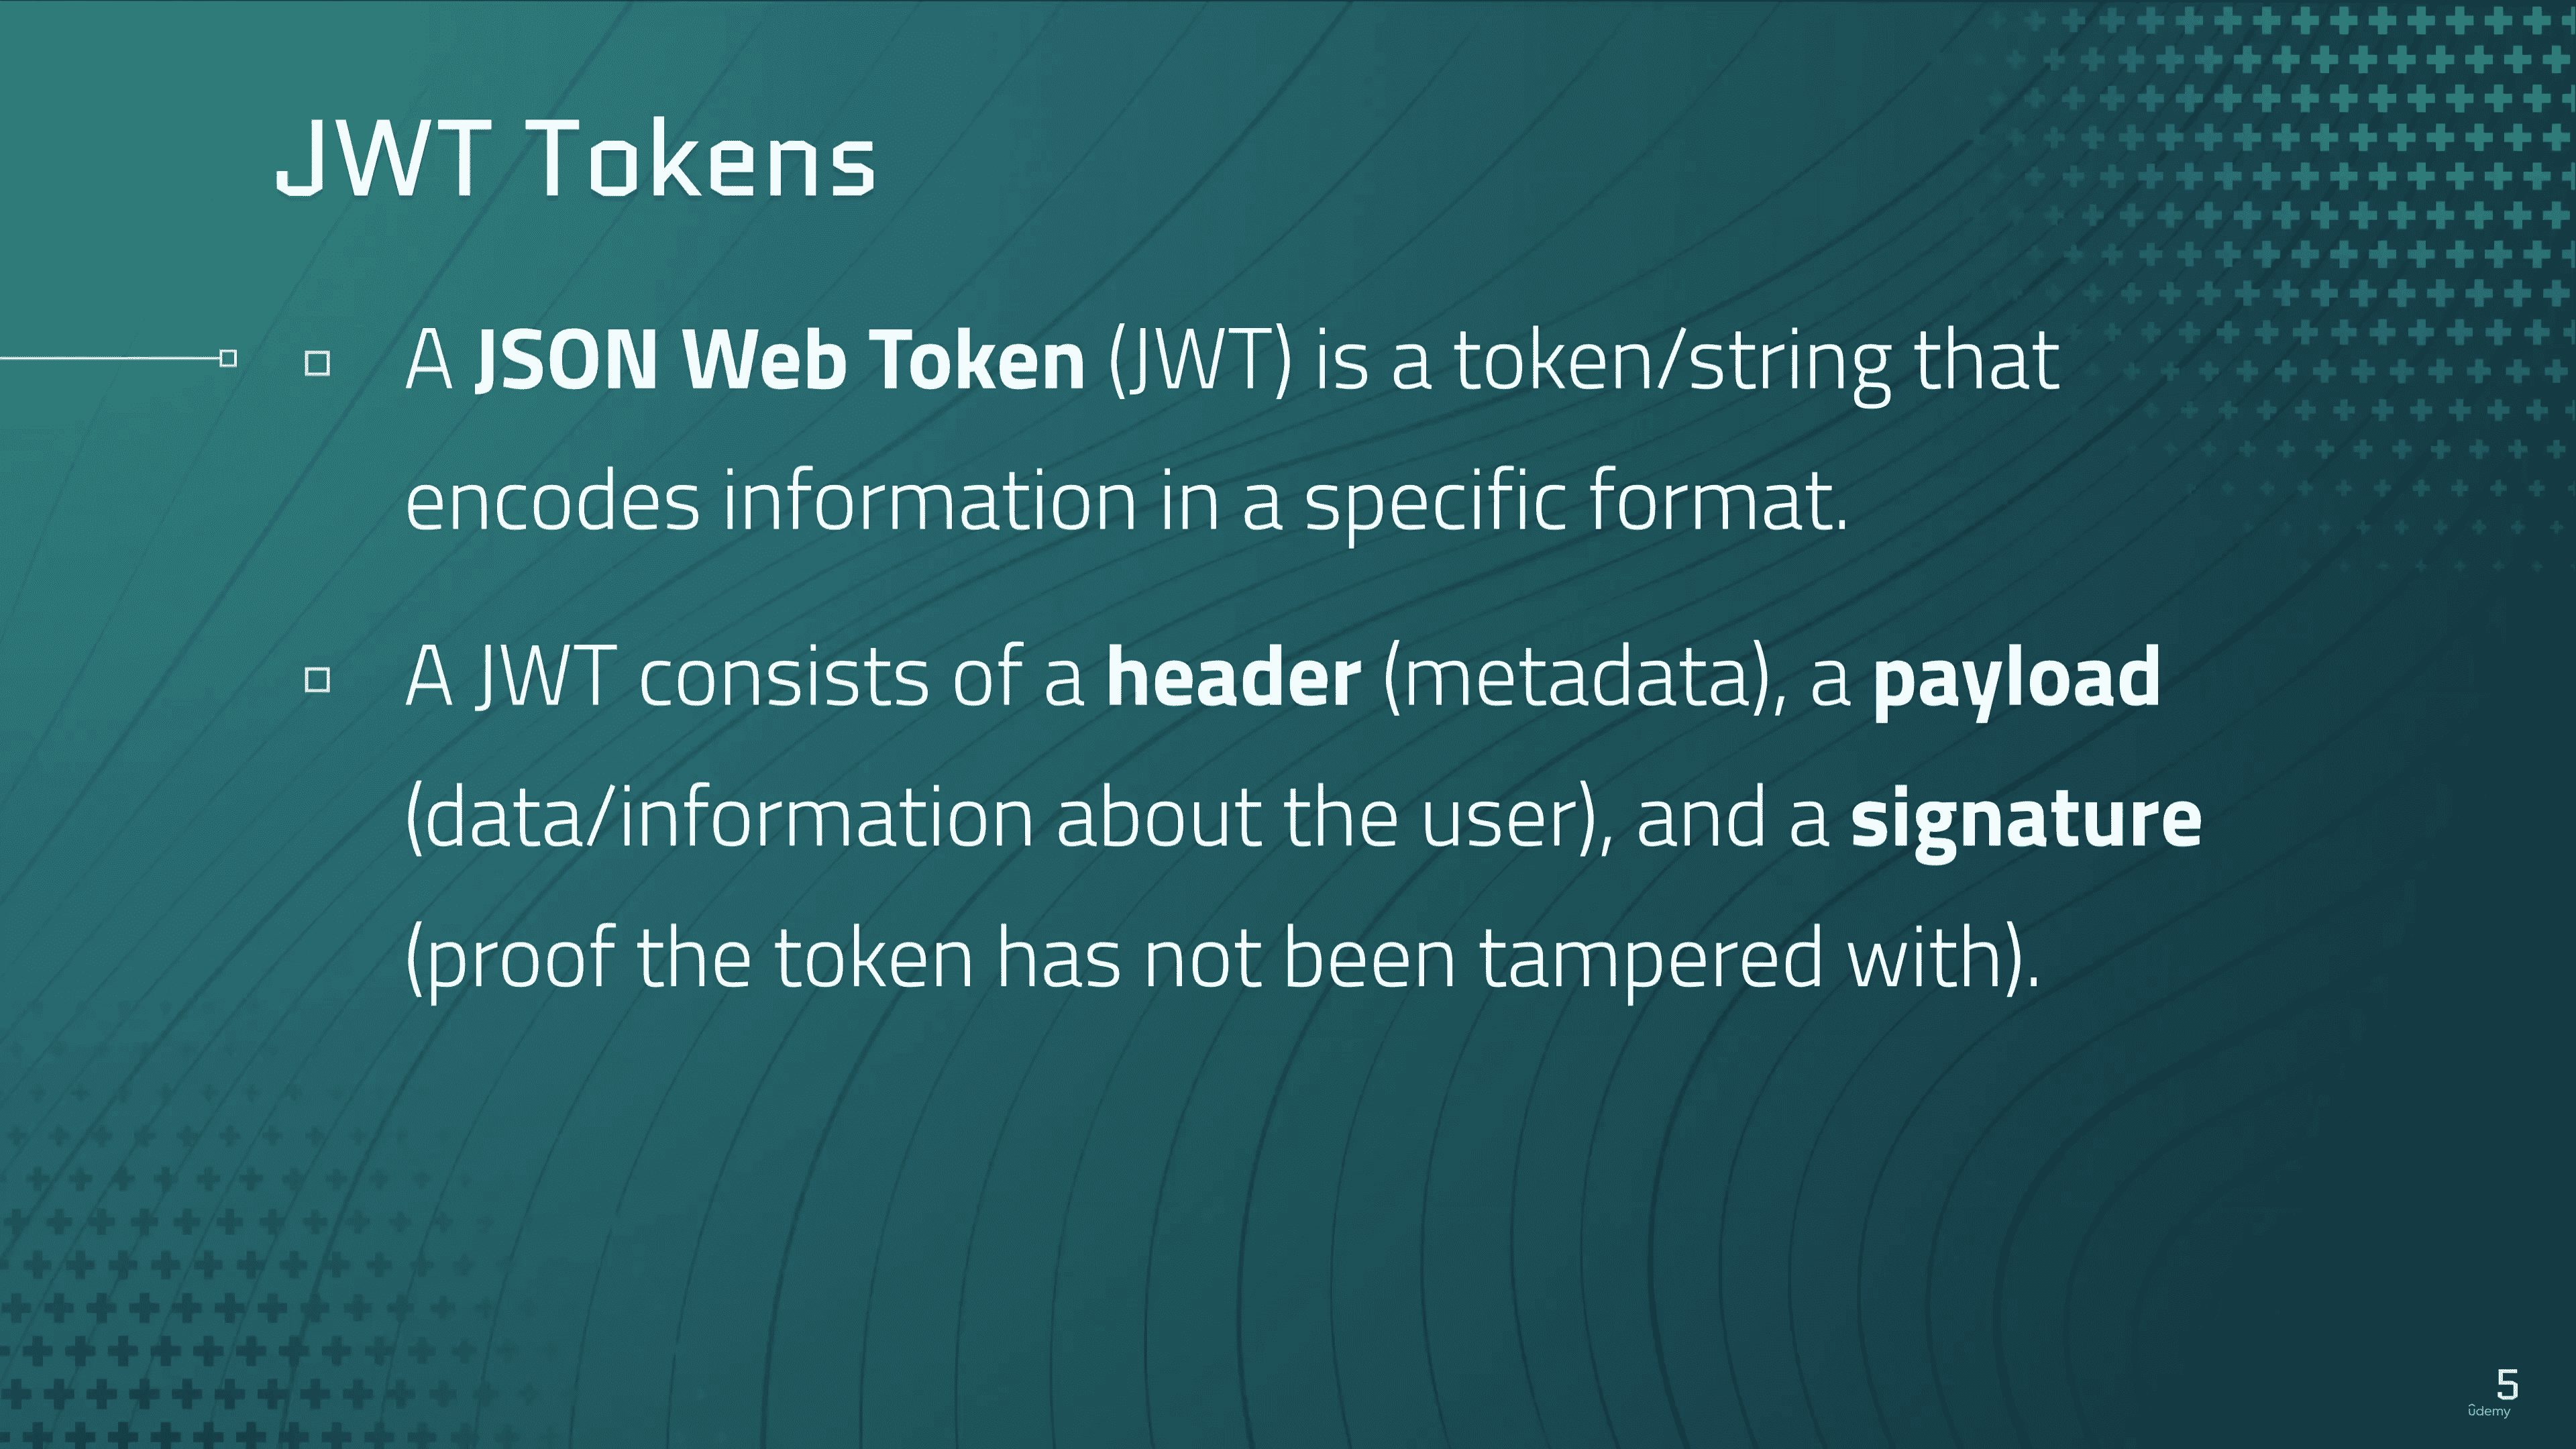 JWT Tokens
A JSON Web Token (JWT) is a token/string that
encodes information in a specific format.
A JWT consists of a header (metadata), a payload
(data/information about the user), and a signature
(proof the token has not been tampered with).
5
ûdemy